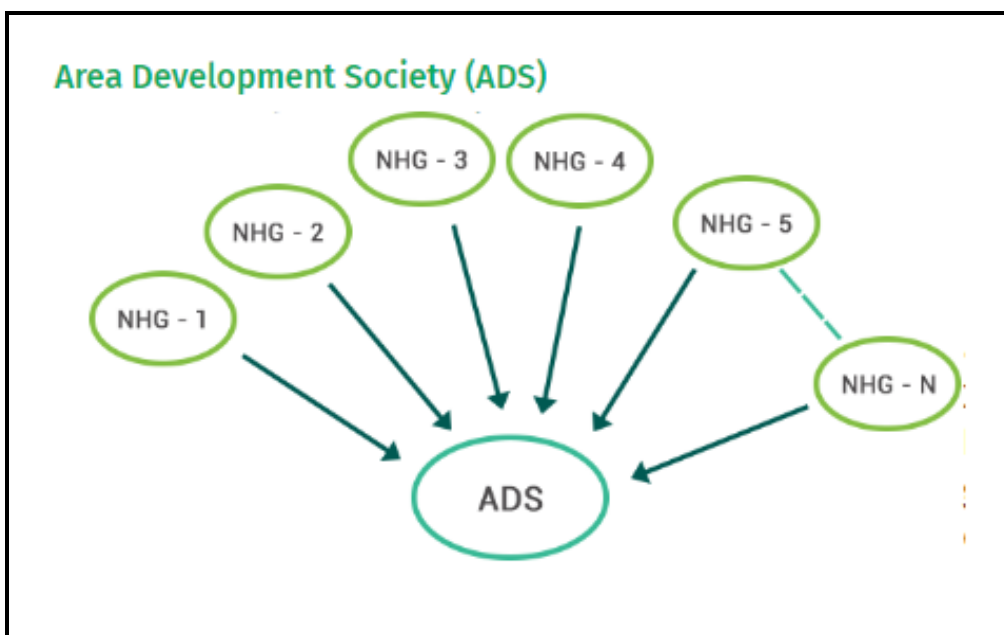 Area Development Society (ADS)
NHG - 3
NHG - 4
NHG - 2
NHG - 5
NHG - 1
NHG - N
ADS